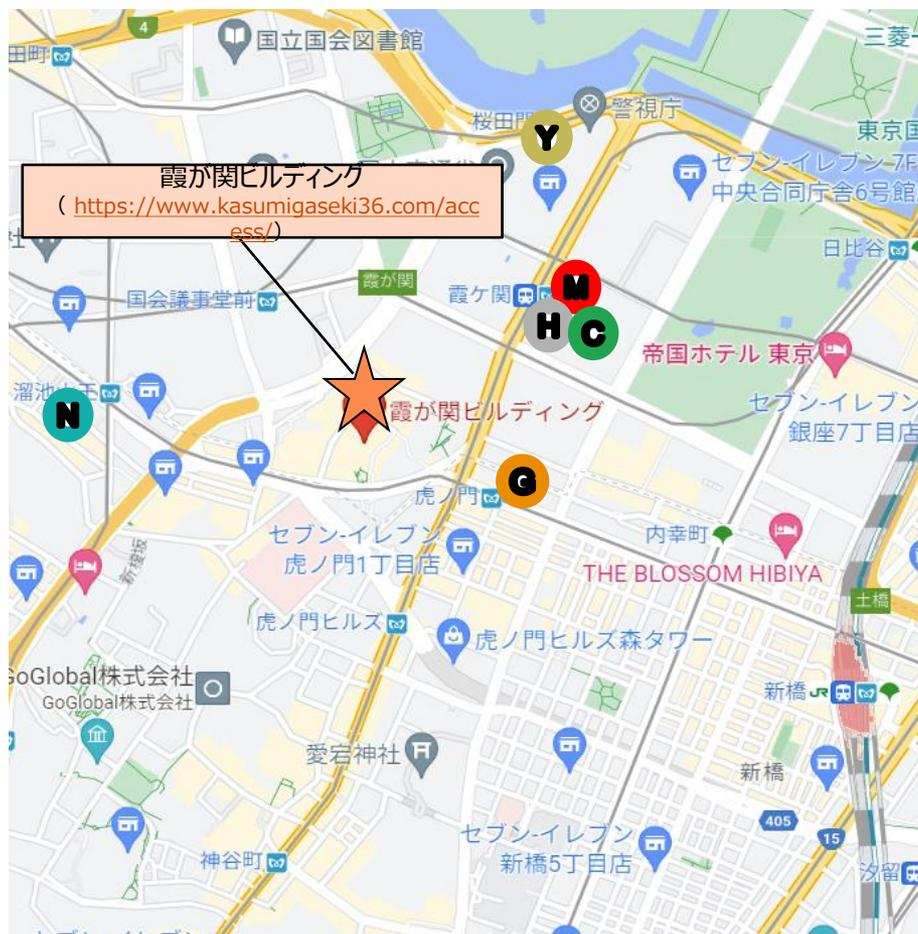 4
国立国会図書館
三菱一
田町
桜田門
Y
警視庁
東京国
セブン-イレブン 7F
中央合同庁舎6号館
霞が関ビルディング
( https://www.kasumigaseki36.com/acc
ess/)
社
日比谷
霞が関
国会議事堂前
霞ケ関
M
H
C
帝国ホテル 東京
溜池山王
N
霞が関ビルディング
セブン-イレブン
銀座7丁目店
虎ノ門
G
セブン-イレブン
虎ノ門1丁目店
内幸町
新榎坂
THE BLOSSOM HIBIYA
土橋
虎ノ門ヒルズ
虎ノ門ヒルズ森タワー
GoGlobal株式会社
GoGlobal株式会社
新橋
JR
愛宕神社
新橋
405
15
セブン-イレブン
新橋5丁目店
神谷町
汐留